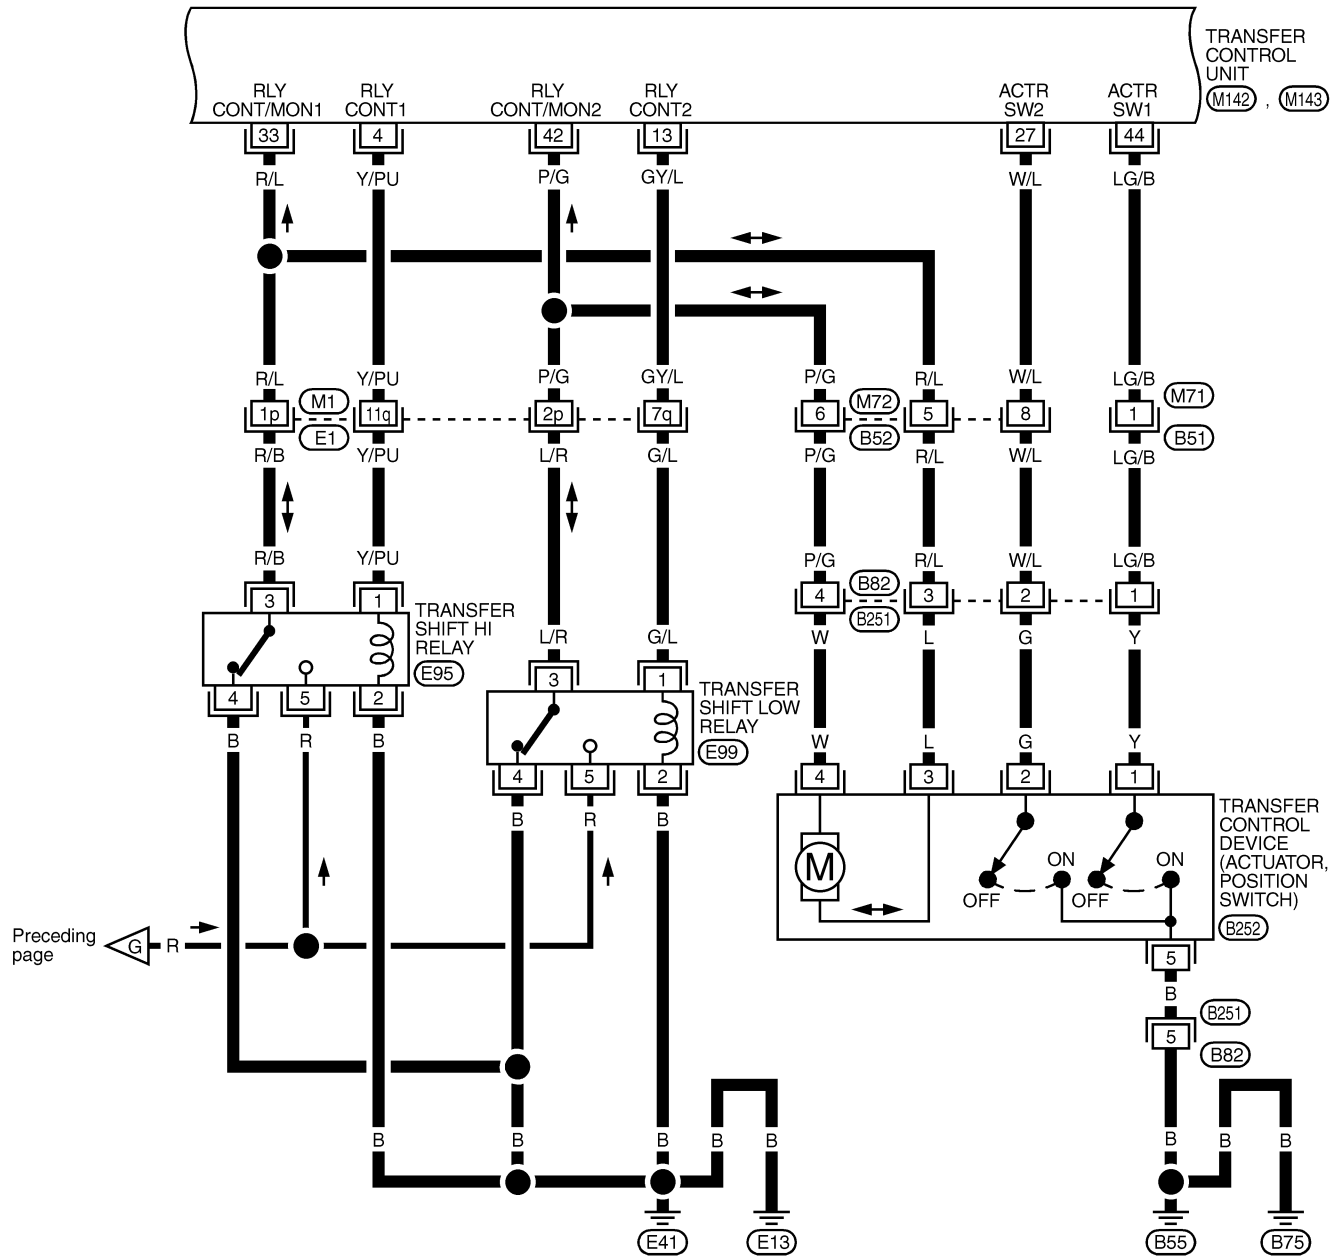 TRANSFER
CONTROL
UNIT
M142 , M143
RLY CONT/MON1
RLY CONT1
RLY CONT/MON2
RLY CONT2
ACTR SW2
ACTR SW1
33 4 42 13 27 44
R/L Y/PU P/G GY/L W/L LG/B
R/L Y/PU P/G GY/L P/G R/L W/L LG/B
1p M1 11q 2p 7q 6 M72 5 8 1 M71
E1 B52 B51
R/B Y/PU L/R G/L P/G R/L W/L LG/B
R/B Y/PU P/G R/L W/L LG/B
3 1 4 B82 3 2 1
B251
TRANSFER
SHIFT HI
RELAY
E95
L/R G/L W L G Y
4 5 2 3 1
TRANSFER
SHIFT LOW
RELAY
E99
B R B W L G Y
4 5 2 4 3 2 1
B R B
TRANSFER
CONTROL
DEVICE
(ACTUATOR,
POSITION
SWITCH)
B252
M OFF ON OFF ON
Preceding
page
G R
5
B
B251
5
B82
B B B B B B B B
E41 E13 B55 B75